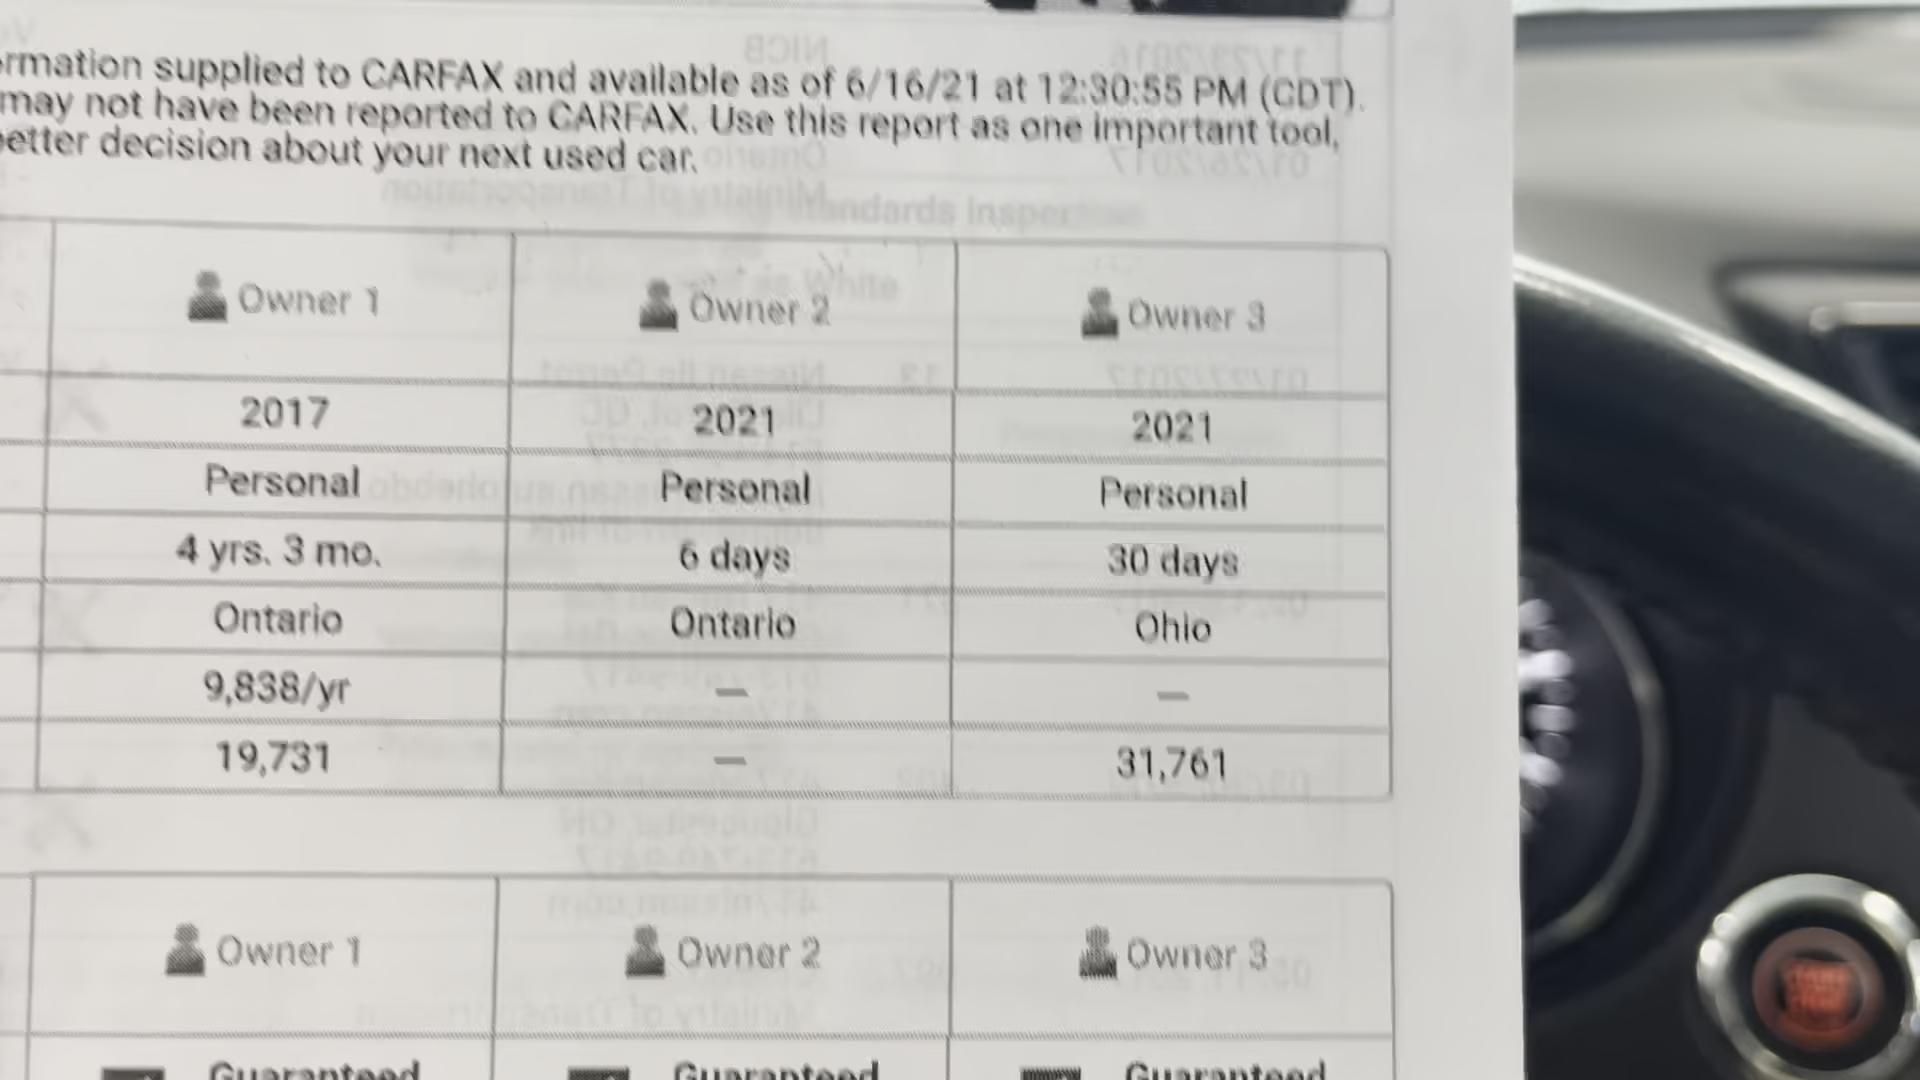 rmation supplied to CARFAX and available as of 6/16/21 at 12:30:55 PM (CDT).
may not have been reported to CARFAX. Use this report as one important tool,
etter decision about your next used car.
Owner 1 Owner 2 Owner 3
2017 2021 2021
Personal Personal Personal
4 yrs. 3 mo. 6 days 30 days
Ontario Ontario Ohio
9,838/yr — —
19,731 — 31,761
Owner 1 Owner 2 Owner 3
Guaranteed Guaranteed Guaranteed